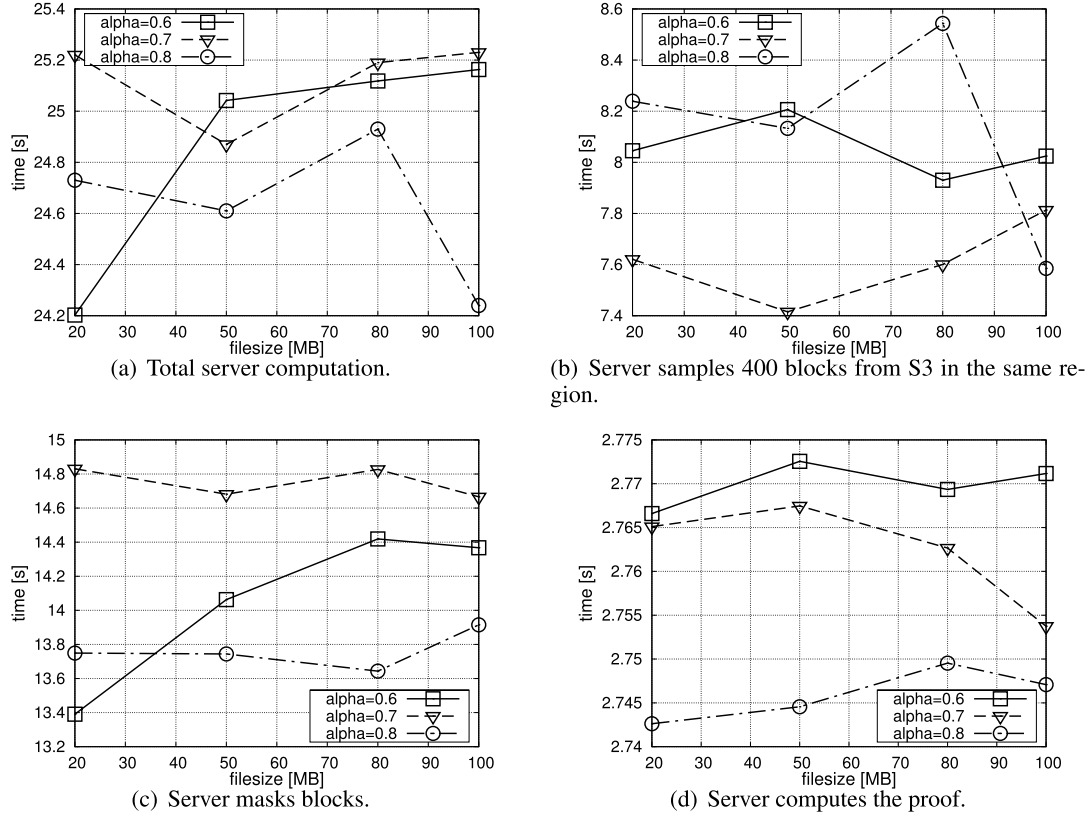 25.4
25.2
25
24.8
24.6
24.4
24.2
time [s]
alpha=0.6
alpha=0.7
alpha=0.8
20 30 40 50 60 70 80 90 100
filesize [MB]
(a) Total server computation.
8.6
8.4
8.2
8
7.8
7.6
7.4
time [s]
alpha=0.6
alpha=0.7
alpha=0.8
20 30 40 50 60 70 80 90 100
filesize [MB]
(b) Server samples 400 blocks from S3 in the same re-
gion.
15
14.8
14.6
14.4
14.2
14
13.8
13.6
13.4
13.2
time [s]
alpha=0.6
alpha=0.7
alpha=0.8
20 30 40 50 60 70 80 90 100
filesize [MB]
(c) Server masks blocks.
2.775
2.77
2.765
2.76
2.755
2.75
2.745
2.74
time [s]
alpha=0.6
alpha=0.7
alpha=0.8
20 30 40 50 60 70 80 90 100
filesize [MB]
(d) Server computes the proof.